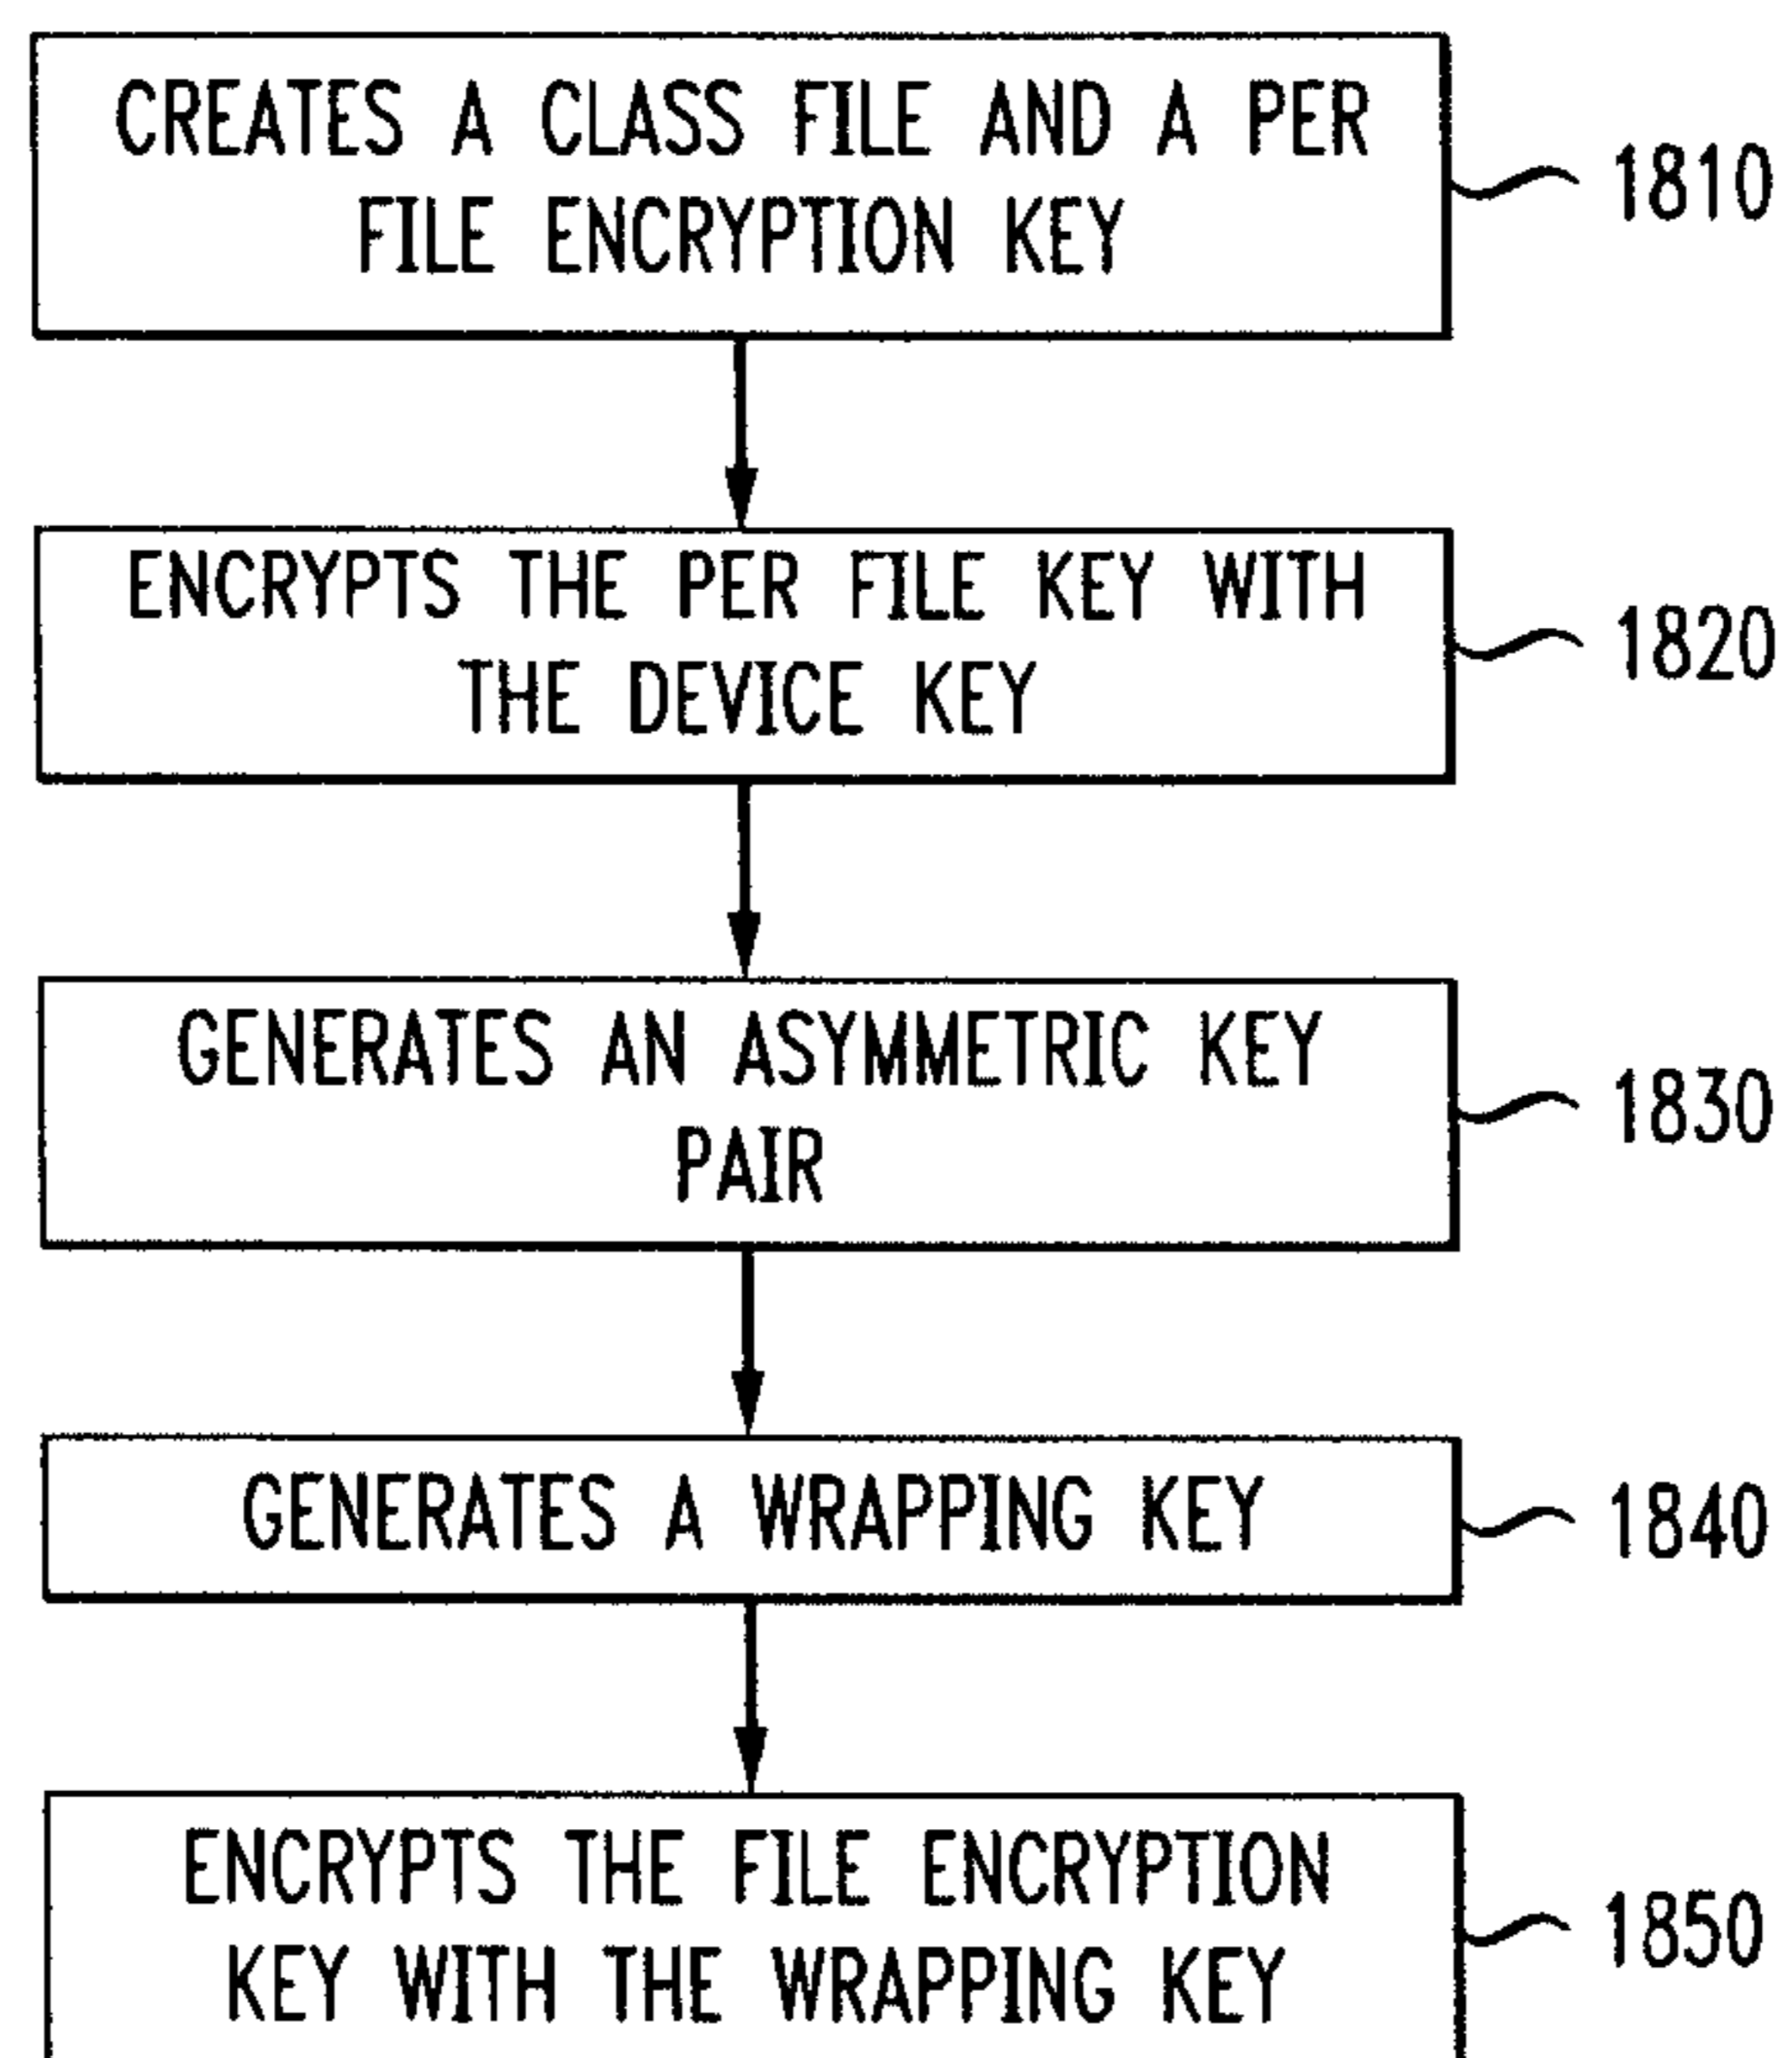 CREATES A CLASS FILE AND A PER
FILE ENCRYPTION KEY
1810
ENCRYPTS THE PER FILE KEY WITH
THE DEVICE KEY
1820
GENERATES AN ASYMMETRIC KEY
PAIR
1830
GENERATES A WRAPPING KEY
1840
ENCRYPTS THE FILE ENCRYPTION
KEY WITH THE WRAPPING KEY
1850